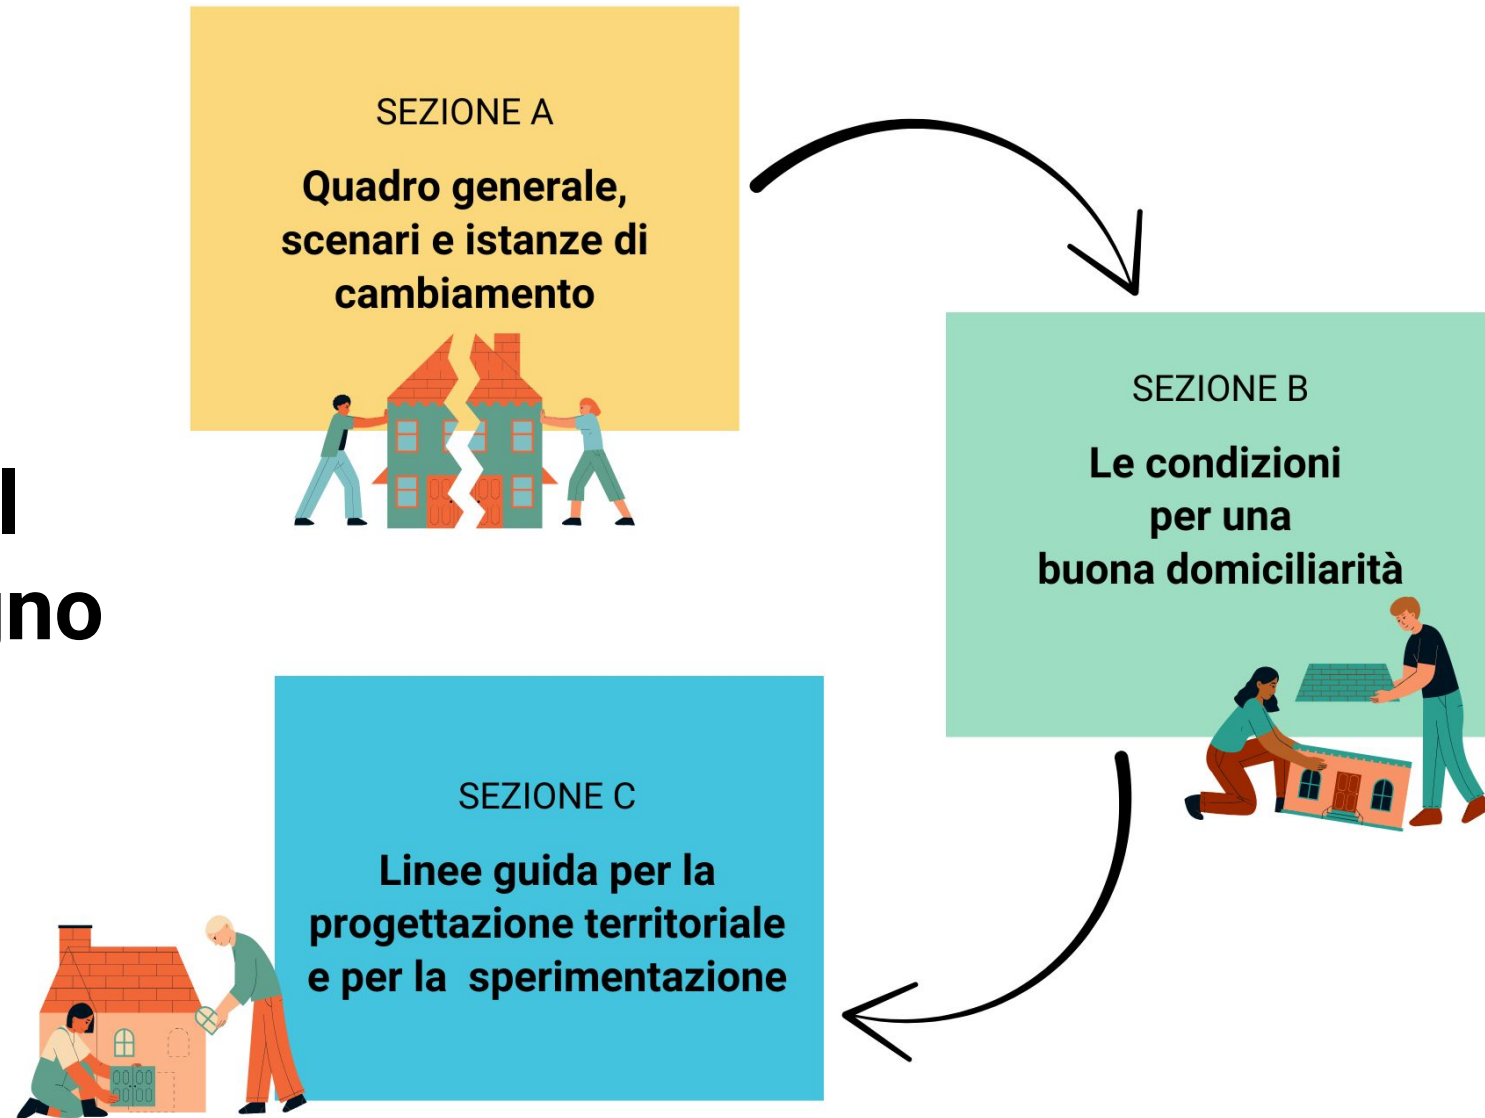 SEZIONE A
Quadro generale,
scenari e istanze di
cambiamento
SEZIONE B
Le condizioni
per una
buona domiciliarità
SEZIONE C
Linee guida per la
progettazione territoriale
e per la sperimentazione